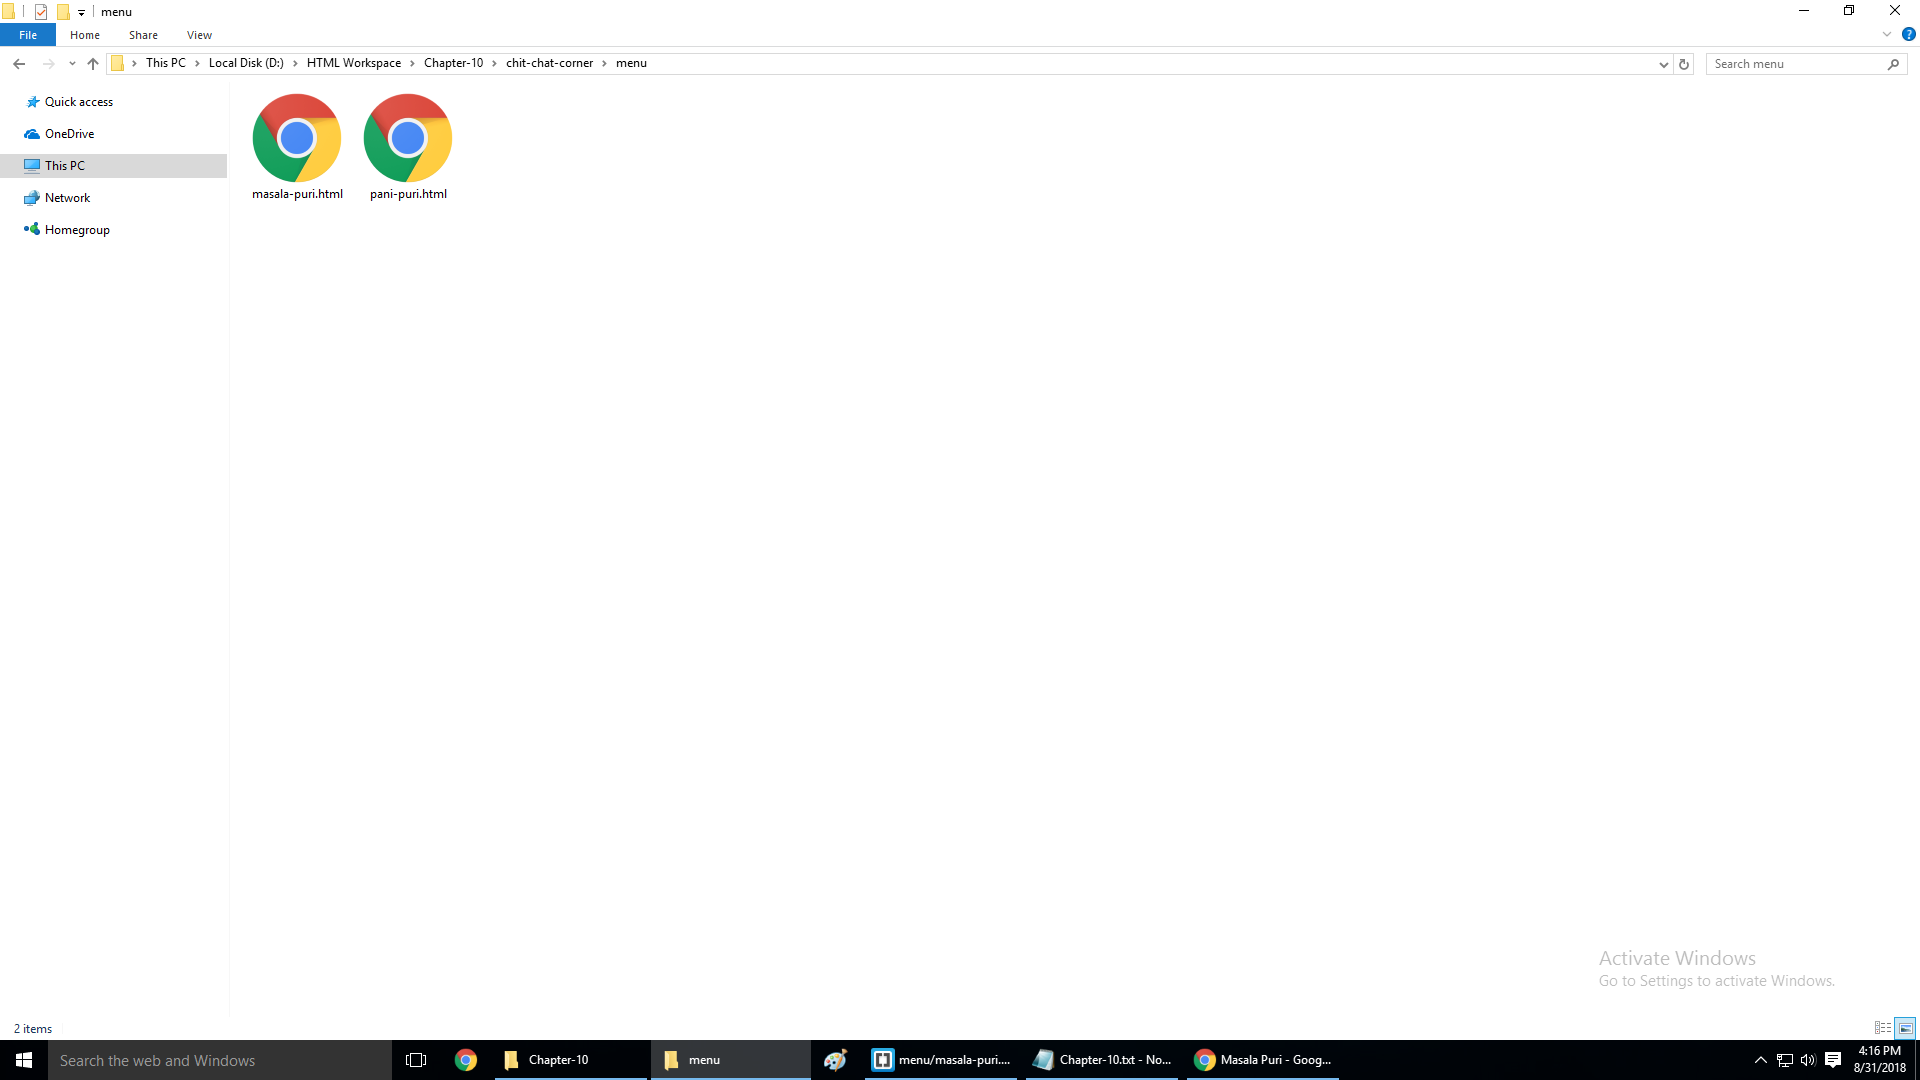 menu
File Home Share View
This PC Local Disk (D:) HTML Workspace Chapter-10 chit-chat-corner menu
Search menu
Quick access
OneDrive
This PC
Network
Homegroup
masala-puri.html pani-puri.html
Activate Windows
Go to Settings to activate Windows.
2 items
Search the web and Windows
Chapter-10
menu
menu/masala-puri....
Chapter-10.txt - No...
Masala Puri - Goog...
4:16 PM
8/31/2018